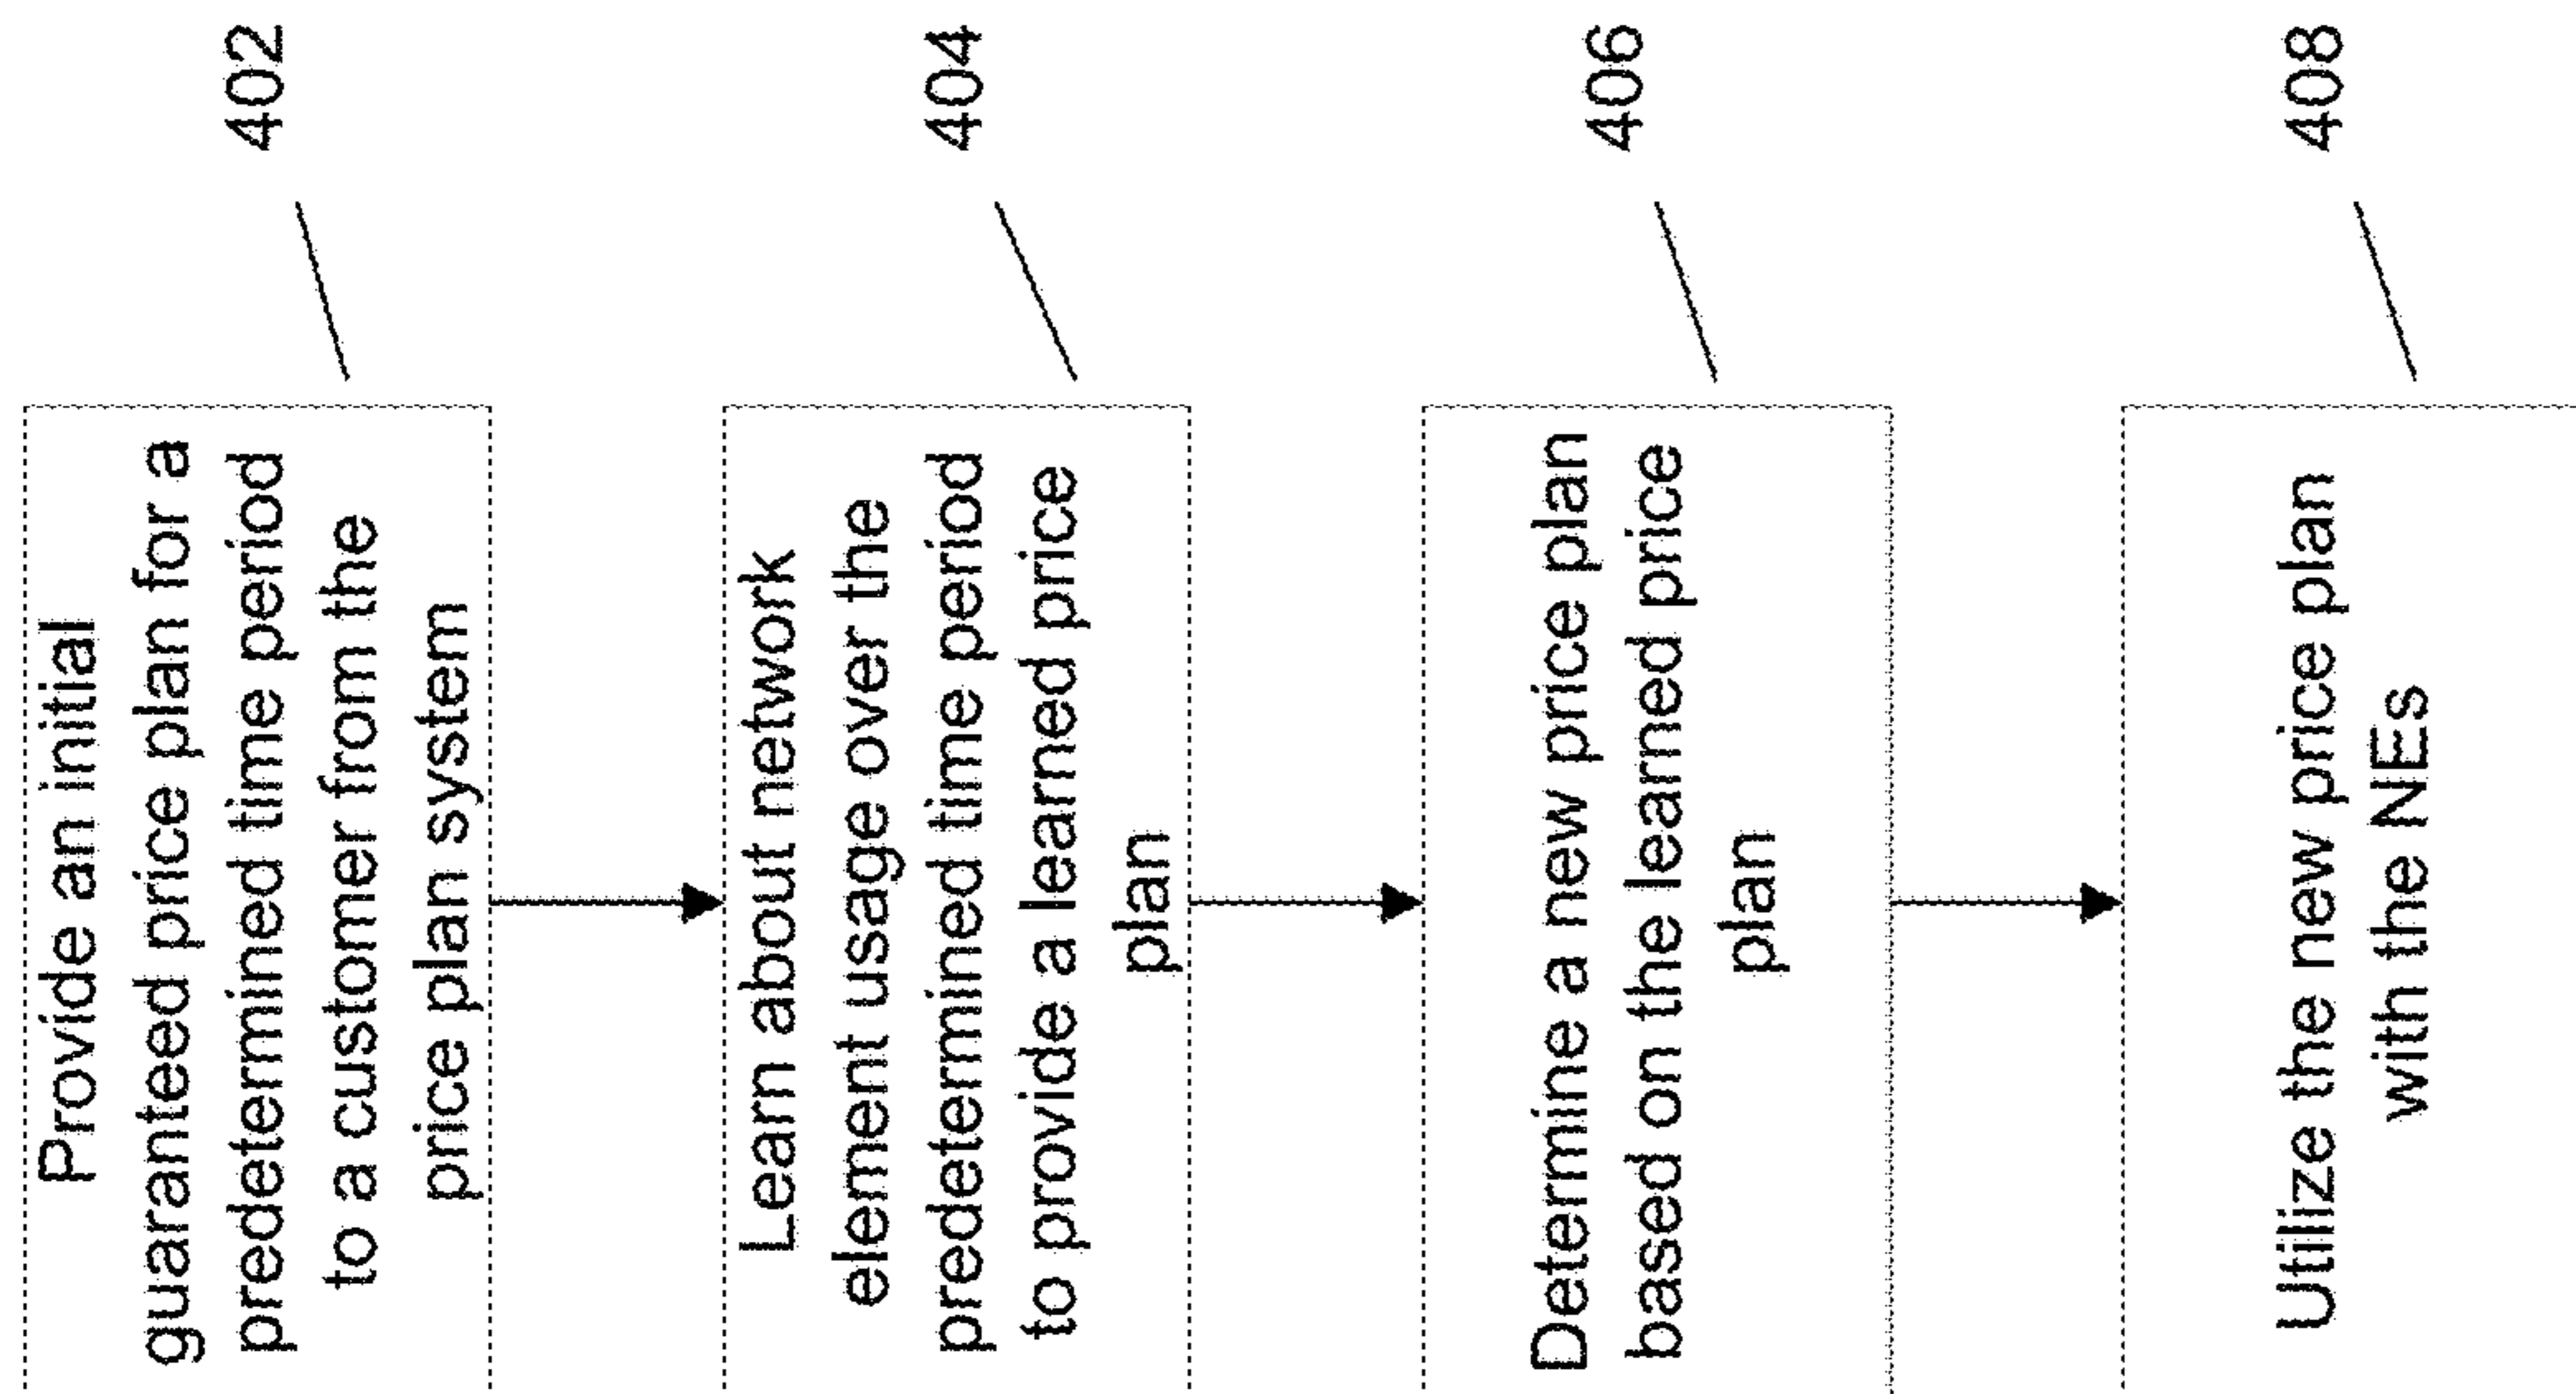 Provide an initial
guaranteed price plan for a
predetermined time period
to a customer from the
price plan system
402
Learn about network
element usage over the
predetermined time period
to provide a learned price
plan
404
Determine a new price plan
based on the learned price
plan
406
Utilize the new price plan
with the NEs
408